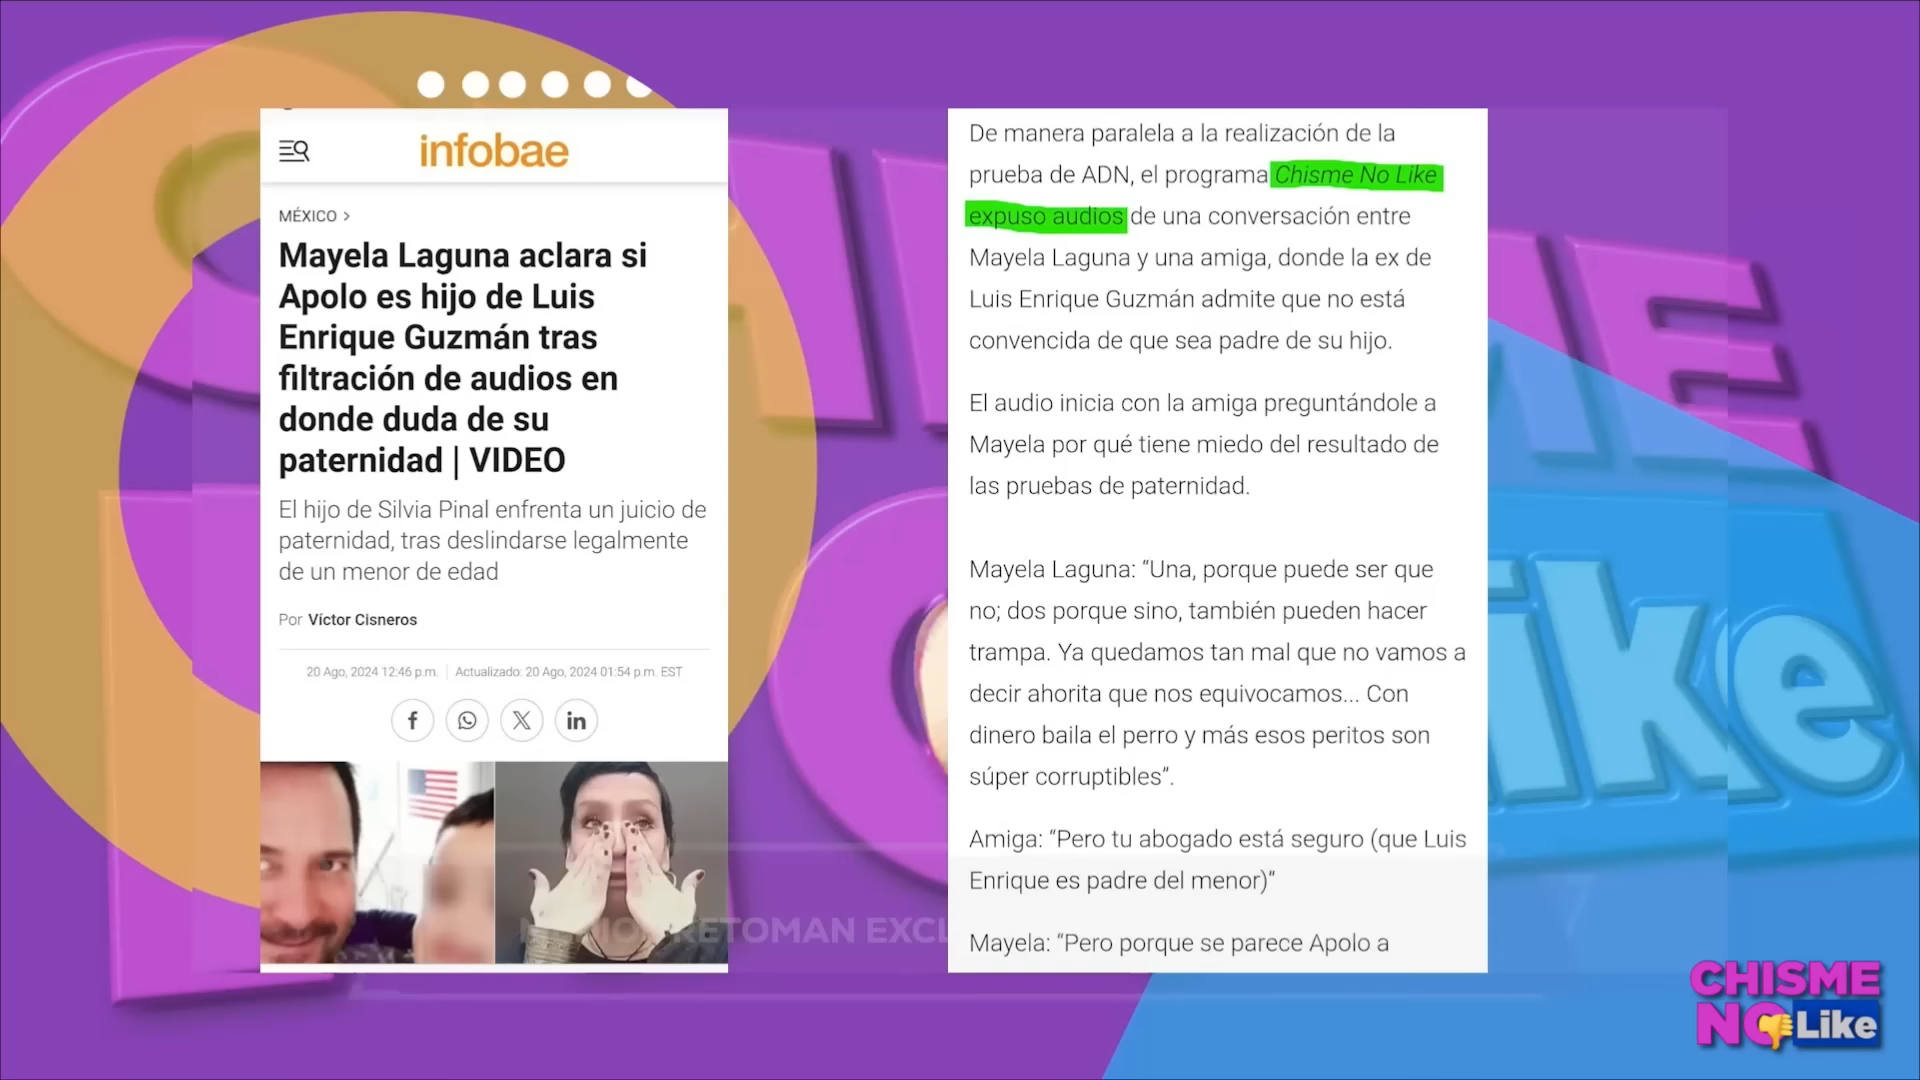 infobae
MÉXICO >
Mayela Laguna aclara si
Apolo es hijo de Luis
Enrique Guzmán tras
filtración de audios en
donde duda de su
paternidad | VIDEO
El hijo de Silvia Pinal enfrenta un juicio de
paternidad, tras deslindarse legalmente
de un menor de edad
Por Víctor Cisneros
20 Ago, 2024 12:46 p.m. | Actualizado: 20 Ago, 2024 01:54 p.m. EST
De manera paralela a la realización de la
prueba de ADN, el programa Chisme No Like
expuso audios de una conversación entre
Mayela Laguna y una amiga, donde la ex de
Luis Enrique Guzmán admite que no está
convencida de que sea padre de su hijo.
El audio inicia con la amiga preguntándole a
Mayela por qué tiene miedo del resultado de
las pruebas de paternidad.
Mayela Laguna: “Una, porque puede ser que
no; dos porque sino, también pueden hacer
trampa. Ya quedamos tan mal que no vamos a
decir ahorita que nos equivocamos... Con
dinero baila el perro y más esos peritos son
súper corruptibles”.
Amiga: “Pero tu abogado está seguro (que Luis
Enrique es padre del menor)”
Mayela: “Pero porque se parece Apolo a
RETOMAN
CHISME
NO Like